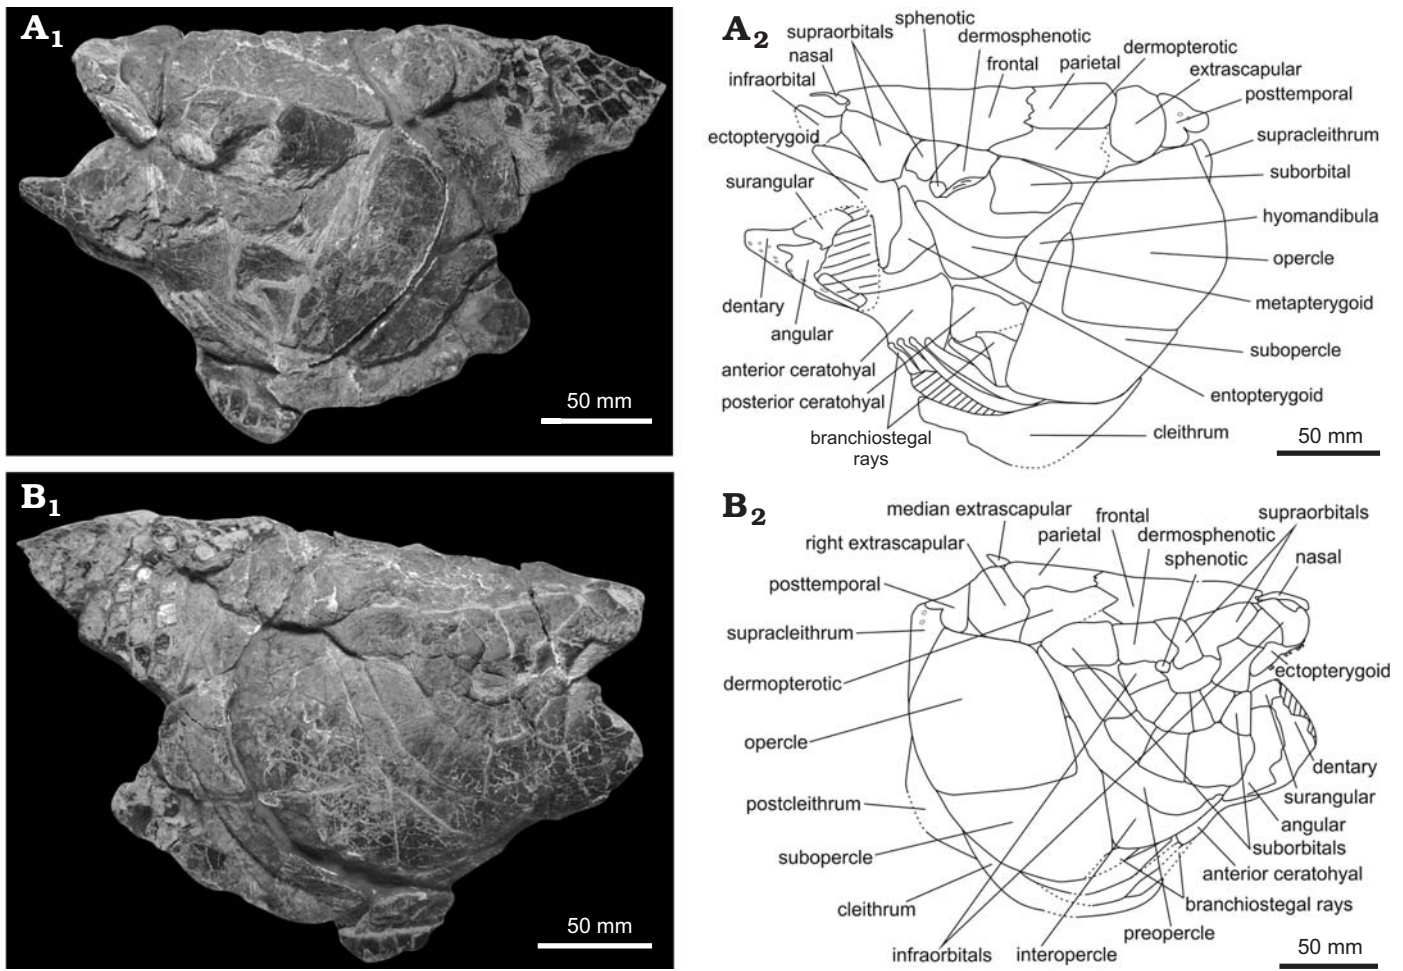 A1
50 mm
A2
supraorbitals
sphenotic
nasal
dermosphenotic
dermopterotic
infraorbital
frontal
parietal
extrascapular
posttemporal
ectopterygoid
supracleithrum
surangular
suborbital
hyomandibula
opercle
dentary
metapterygoid
angular
subopercle
anterior ceratohyal
posterior ceratohyal
entopterygoid
branchiostegal
rays
cleithrum
50 mm
B1
50 mm
B2
median extrascapular
frontal
supraorbitals
right extrascapular
parietal
dermosphenotic
sphenotic
nasal
posttemporal
supracleithrum
ectopterygoid
dermopterotic
opercle
dentary
postcleithrum
surangular
angular
subopercle
suborbitals
anterior ceratohyal
cleithrum
branchiostegal rays
preopercle
infraorbitals
interopercle
50 mm